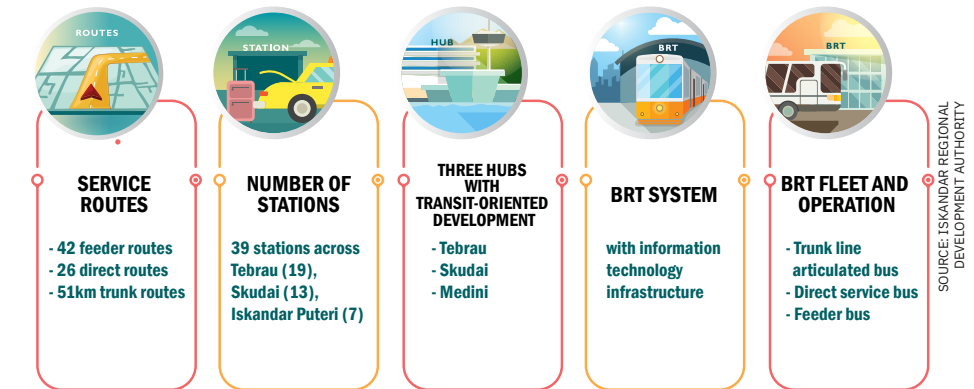 ROUTES
SERVICE
ROUTES
- 42 feeder routes
- 26 direct routes
- 51km trunk routes
STATION
NUMBER OF
STATIONS
39 stations across
Tebrau (19),
Skudai (13),
Iskandar Puteri (7)
HUB
THREE HUBS
WITH
TRANSIT-ORIENTED
DEVELOPMENT
- Tebrau
- Skudai
- Medini
BRT
BRT SYSTEM
with information
technology
infrastructure
BRT
BRT FLEET AND
OPERATION
- Trunk line
articulated bus
- Direct service bus
- Feeder bus
SOURCE: ISKANDAR REGIONAL
DEVELOPMENT AUTHORITY